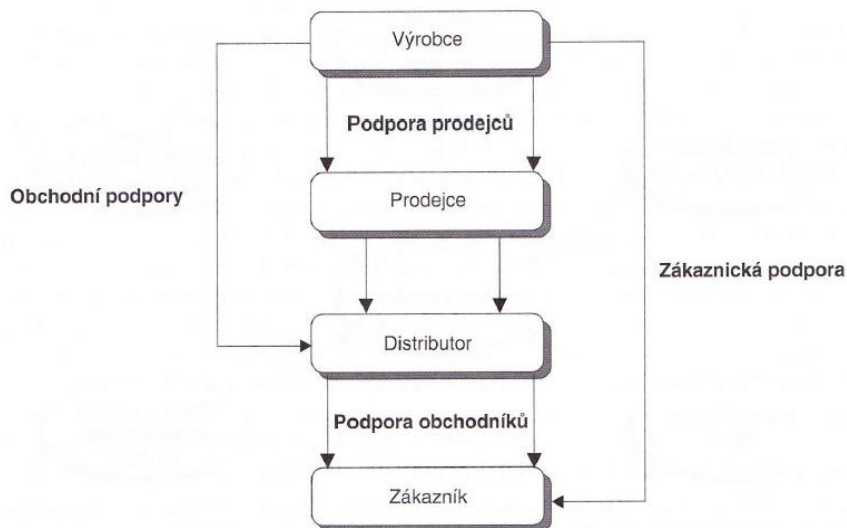 Výrobce
Podpora prodejců
Obchodní podpory
Prodejce
Zákaznická podpora
Distributor
Podpora obchodníků
Zákazník